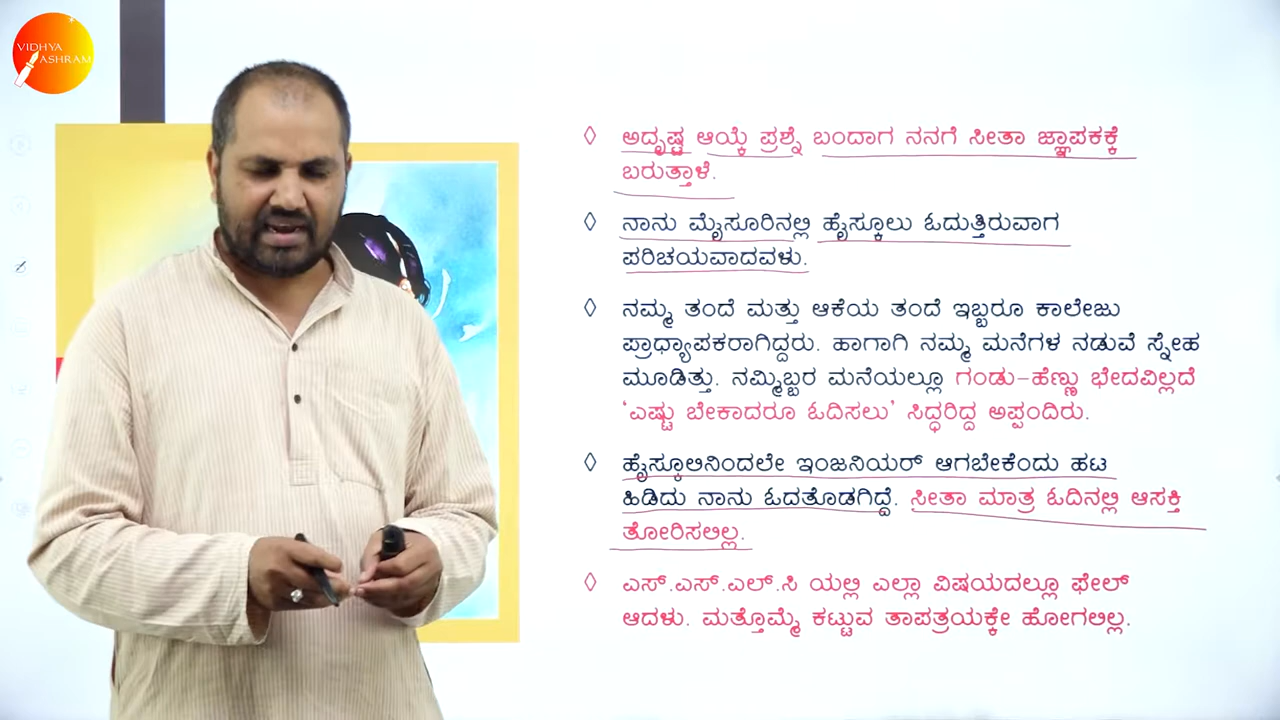 VIDHYA
ASHRAM
◊ ಅದೃಷ್ಟ ಆಯ್ಕೆ ಪ್ರಶ್ನೆ ಬಂದಾಗ ನನಗೆ ಸೀತಾ ಜ್ಞಾಪಕಕ್ಕೆ
ಬರುತ್ತಾಳೆ.
◊ ನಾನು ಮೈಸೂರಿನಲ್ಲಿ ಹೈಸ್ಕೂಲು ಓದುತ್ತಿರುವಾಗ
ಪರಿಚಯವಾದವಳು.
◊ ನಮ್ಮ ತಂದೆ ಮತ್ತು ಆಕೆಯ ತಂದೆ ಇಬ್ಬರೂ ಕಾಲೇಜು
ಪ್ರಾಧ್ಯಾಪಕರಾಗಿದ್ದರು. ಹಾಗಾಗಿ ನಮ್ಮ ಮನೆಗಳ ನಡುವೆ ಸ್ನೇಹ
ಮೂಡಿತ್ತು. ನಮ್ಮಿಬ್ಬರ ಮನೆಯಲ್ಲೂ ಗಂಡು-ಹೆಣ್ಣು ಭೇದವಿಲ್ಲದೆ
‘ಎಷ್ಟು ಬೇಕಾದರೂ ಓದಿಸಲು’ ಸಿದ್ಧರಿದ್ದ ಅಪ್ಪಂದಿರು.
◊ ಹೈಸ್ಕೂಲಿನಿಂದಲೇ ಇಂಜನಿಯರ್ ಆಗಬೇಕೆಂದು ಹಟ
ಹಿಡಿದು ನಾನು ಓದತೊಡಗಿದ್ದೆ. ಸೀತಾ ಮಾತ್ರ ಓದಿನಲ್ಲಿ ಆಸಕ್ತಿ
ತೋರಿಸಲಿಲ್ಲ.
◊ ಎಸ್.ಎಸ್.ಎಲ್.ಸಿ ಯಲ್ಲಿ ಎಲ್ಲಾ ವಿಷಯದಲ್ಲೂ ಫೇಲ್
ಆದಳು. ಮತ್ತೊಮ್ಮೆ ಕಟ್ಟುವ ತಾಪತ್ರಯಕ್ಕೇ ಹೋಗಲಿಲ್ಲ.